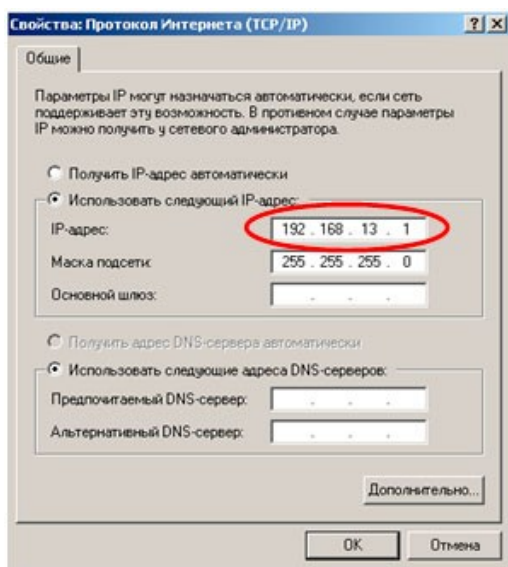 Свойства: Протокол Интернета (TCP/IP)
Общие
Параметры IP могут назначаться автоматически, если сеть
поддерживает эту возможность. В противном случае параметры
IP можно получить у сетевого администратора.
Получить IP-адрес автоматически
Использовать следующий IP-адрес:
IP-адрес: 192 . 168 . 13 . 1
Маска подсети: 255 . 255 . 255 . 0
Основной шлюз: . . .
Получить адрес DNS-сервера автоматически
Использовать следующие адреса DNS-серверов:
Предпочитаемый DNS-сервер: . . .
Альтернативный DNS-сервер: . . .
Дополнительно...
OK Отмена